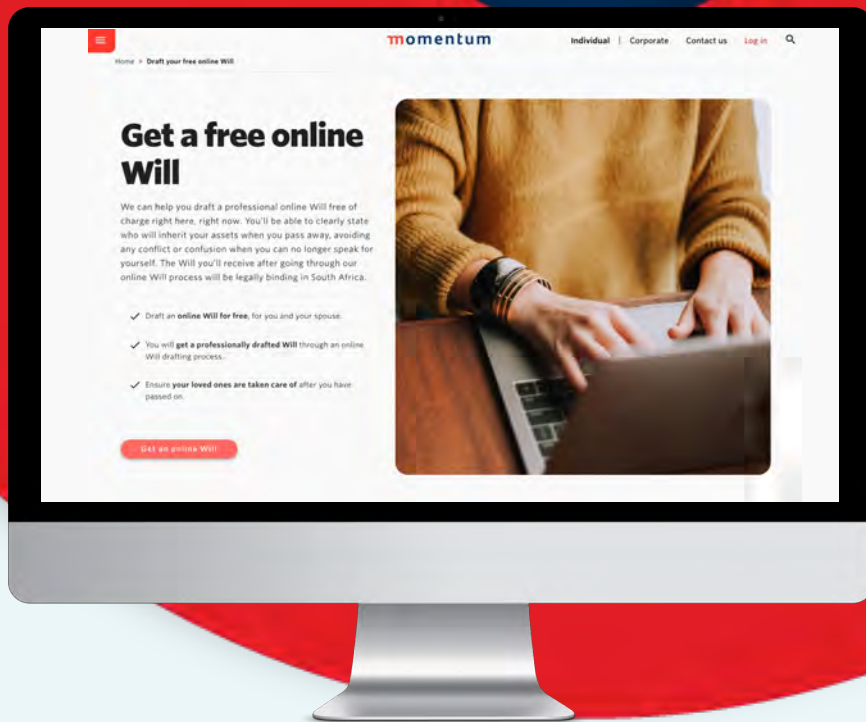 momentum
Individual | Corporate Contact us Log in
Home > Draft your free online Will
Get a free online
Will
We can help you draft a professional online Will free of
charge right here, right now. You'll be able to clearly state
who will inherit your assets when you pass away, avoiding
any conflict or confusion when you can no longer speak for
yourself. The Will you'll receive after going through our
online Will process will be legally binding in South Africa.
✓ Draft an online Will for free, for you and your spouse.
✓ You will get a professionally drafted Will through an online
Will drafting process.
✓ Ensure your loved ones are taken care of after you have
passed on.
Get an online Will